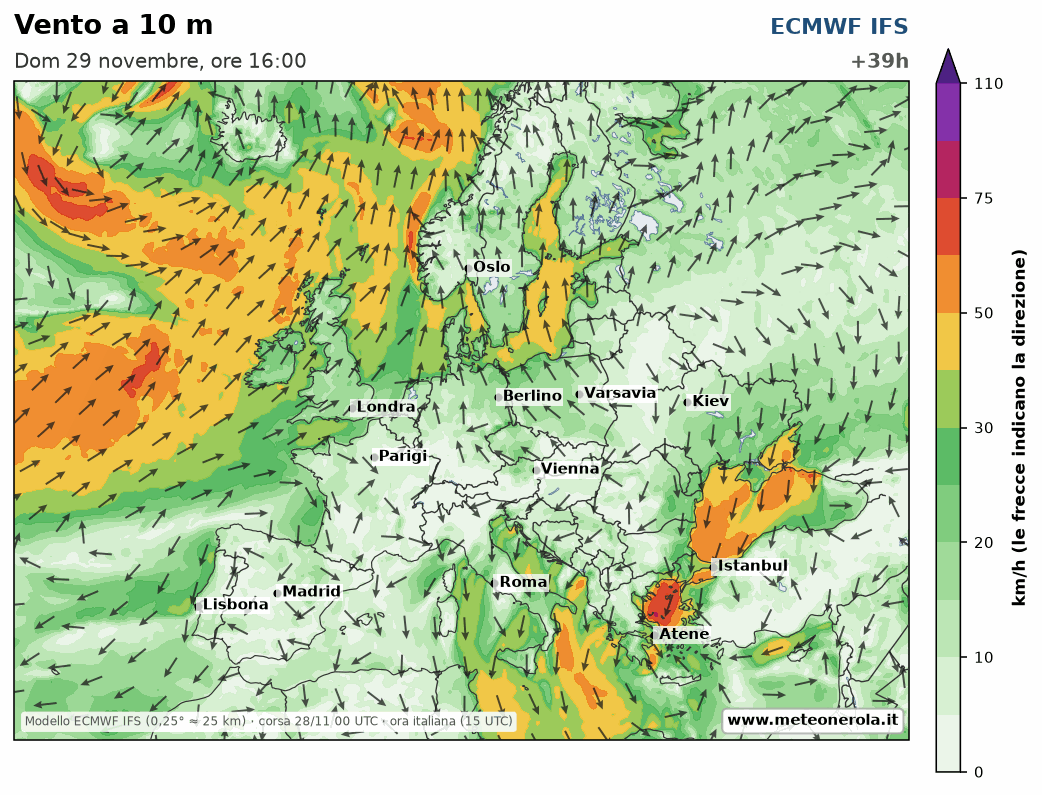 Vento a 10 m
ECMWF IFS
Dom 29 novembre, ore 16:00
+39h
Oslo
Londra
Berlino
Varsavia
Kiev
Parigi
Vienna
Istanbul
Roma
Madrid
Lisbona
Atene
Modello ECMWF IFS (0,25° ≈ 25 km) · corsa 28/11 00 UTC · ora italiana (15 UTC)
www.meteonerola.it
110
75
50
30
20
10
0
km/h (le frecce indicano la direzione)